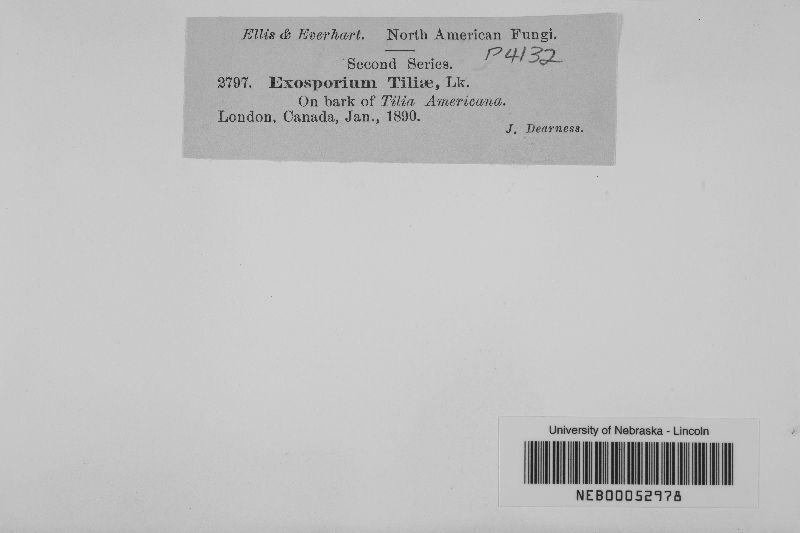 Ellis & Everhart. North American Fungi.
P4132
Second Series.
2797. Exosporium Tiliæ, Lk.
On bark of Tilia Americana.
London, Canada, Jan., 1890.
J. Dearness.
University of Nebraska - Lincoln
NEB00052978